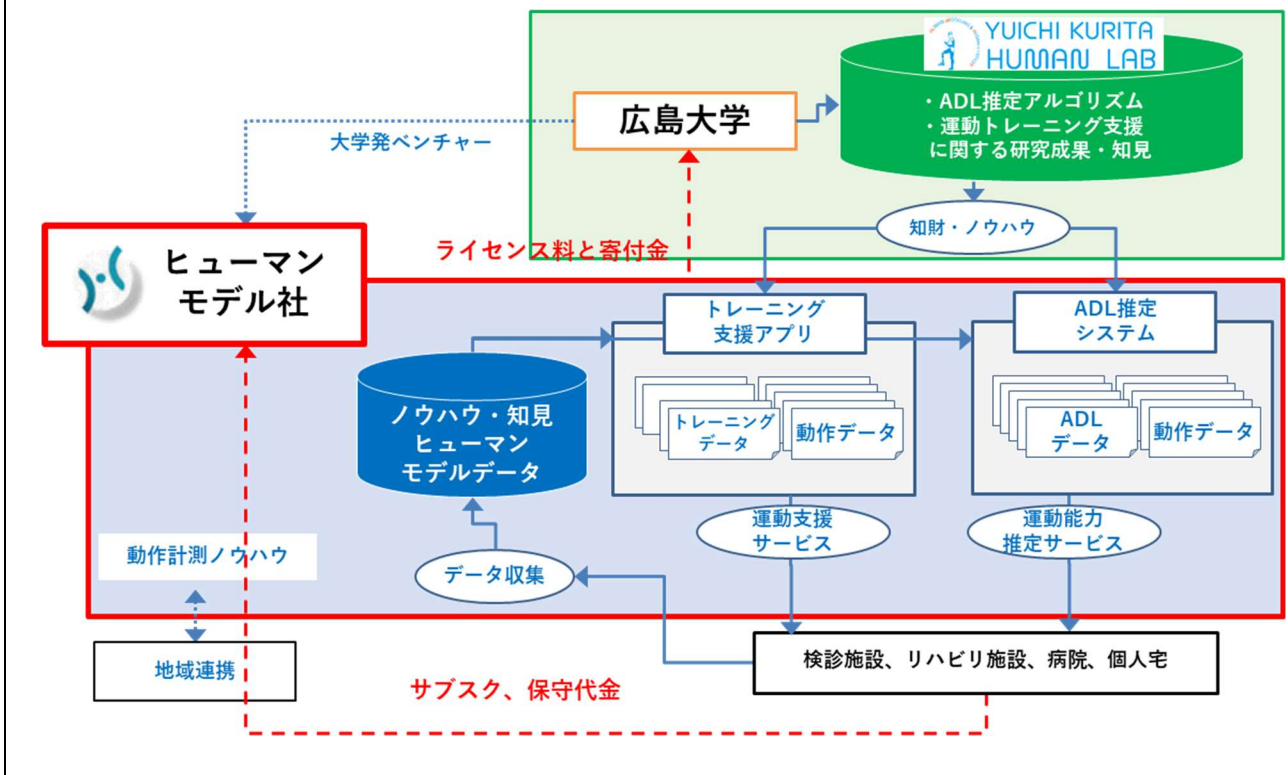 YUICHI KURITA
HUMAN LAB
・ADL推定アルゴリズム
・運動トレーニング支援
に関する研究成果・知見
広島大学
大学発ベンチャー
知財・ノウハウ
ライセンス料と寄付金
ヒューマン
モデル社
トレーニング
支援アプリ
ADL推定
システム
ノウハウ・知見
ヒューマン
モデルデータ
トレーニング
データ
動作データ
ADL
データ
動作データ
運動支援
サービス
運動能力
推定サービス
動作計測ノウハウ
データ収集
地域連携
検診施設、リハビリ施設、病院、個人宅
サブスク、保守代金